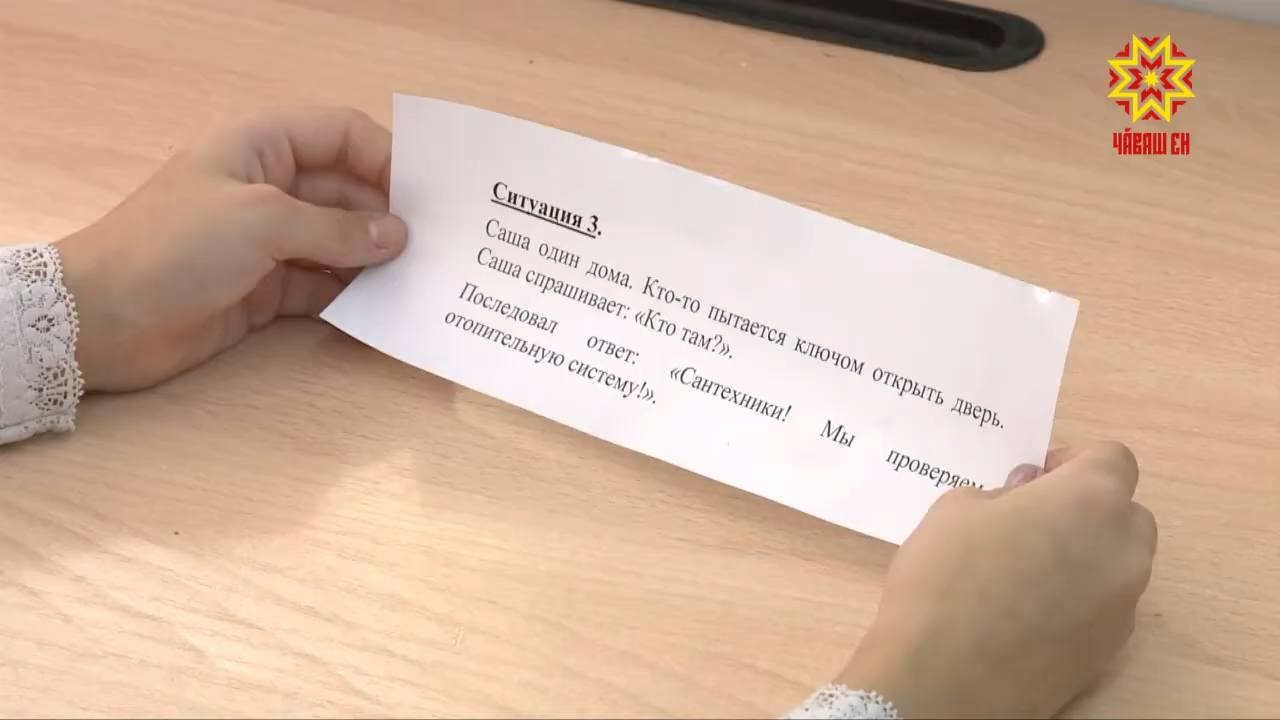 ЧӐВАШ ЕН
Ситуация 3.
Саша один дома. Кто-то пытается ключом открыть дверь.
Саша спрашивает: «Кто там?».
Последовал ответ: «Сантехники! Мы проверяем
отопительную систему!».